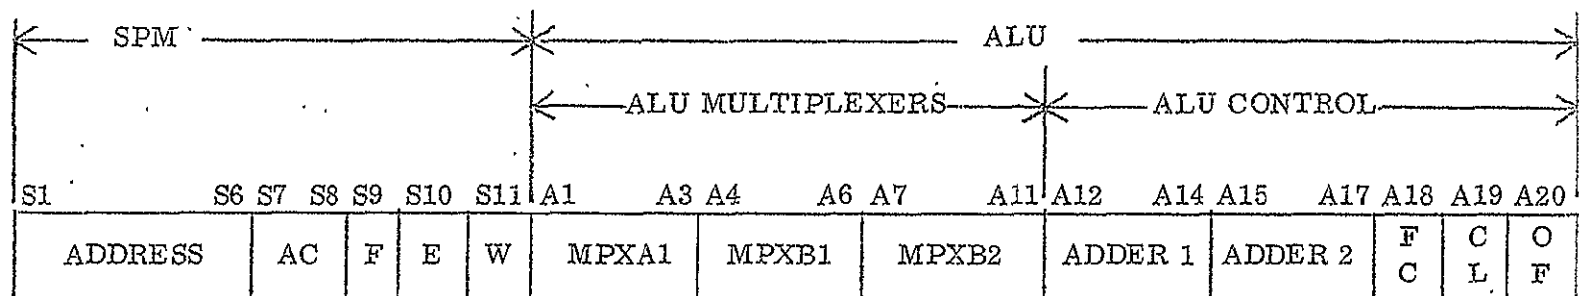 SPM ALU
ALU MULTIPLEXERS ALU CONTROL
S1 S6 S7 S8 S9 S10 S11 A1 A3 A4 A6 A7 A11 A12 A14 A15 A17 A18 A19 A20
ADDRESS AC F E W MPXA1 MPXB1 MPXB2 ADDER 1 ADDER 2 F C O
C L F